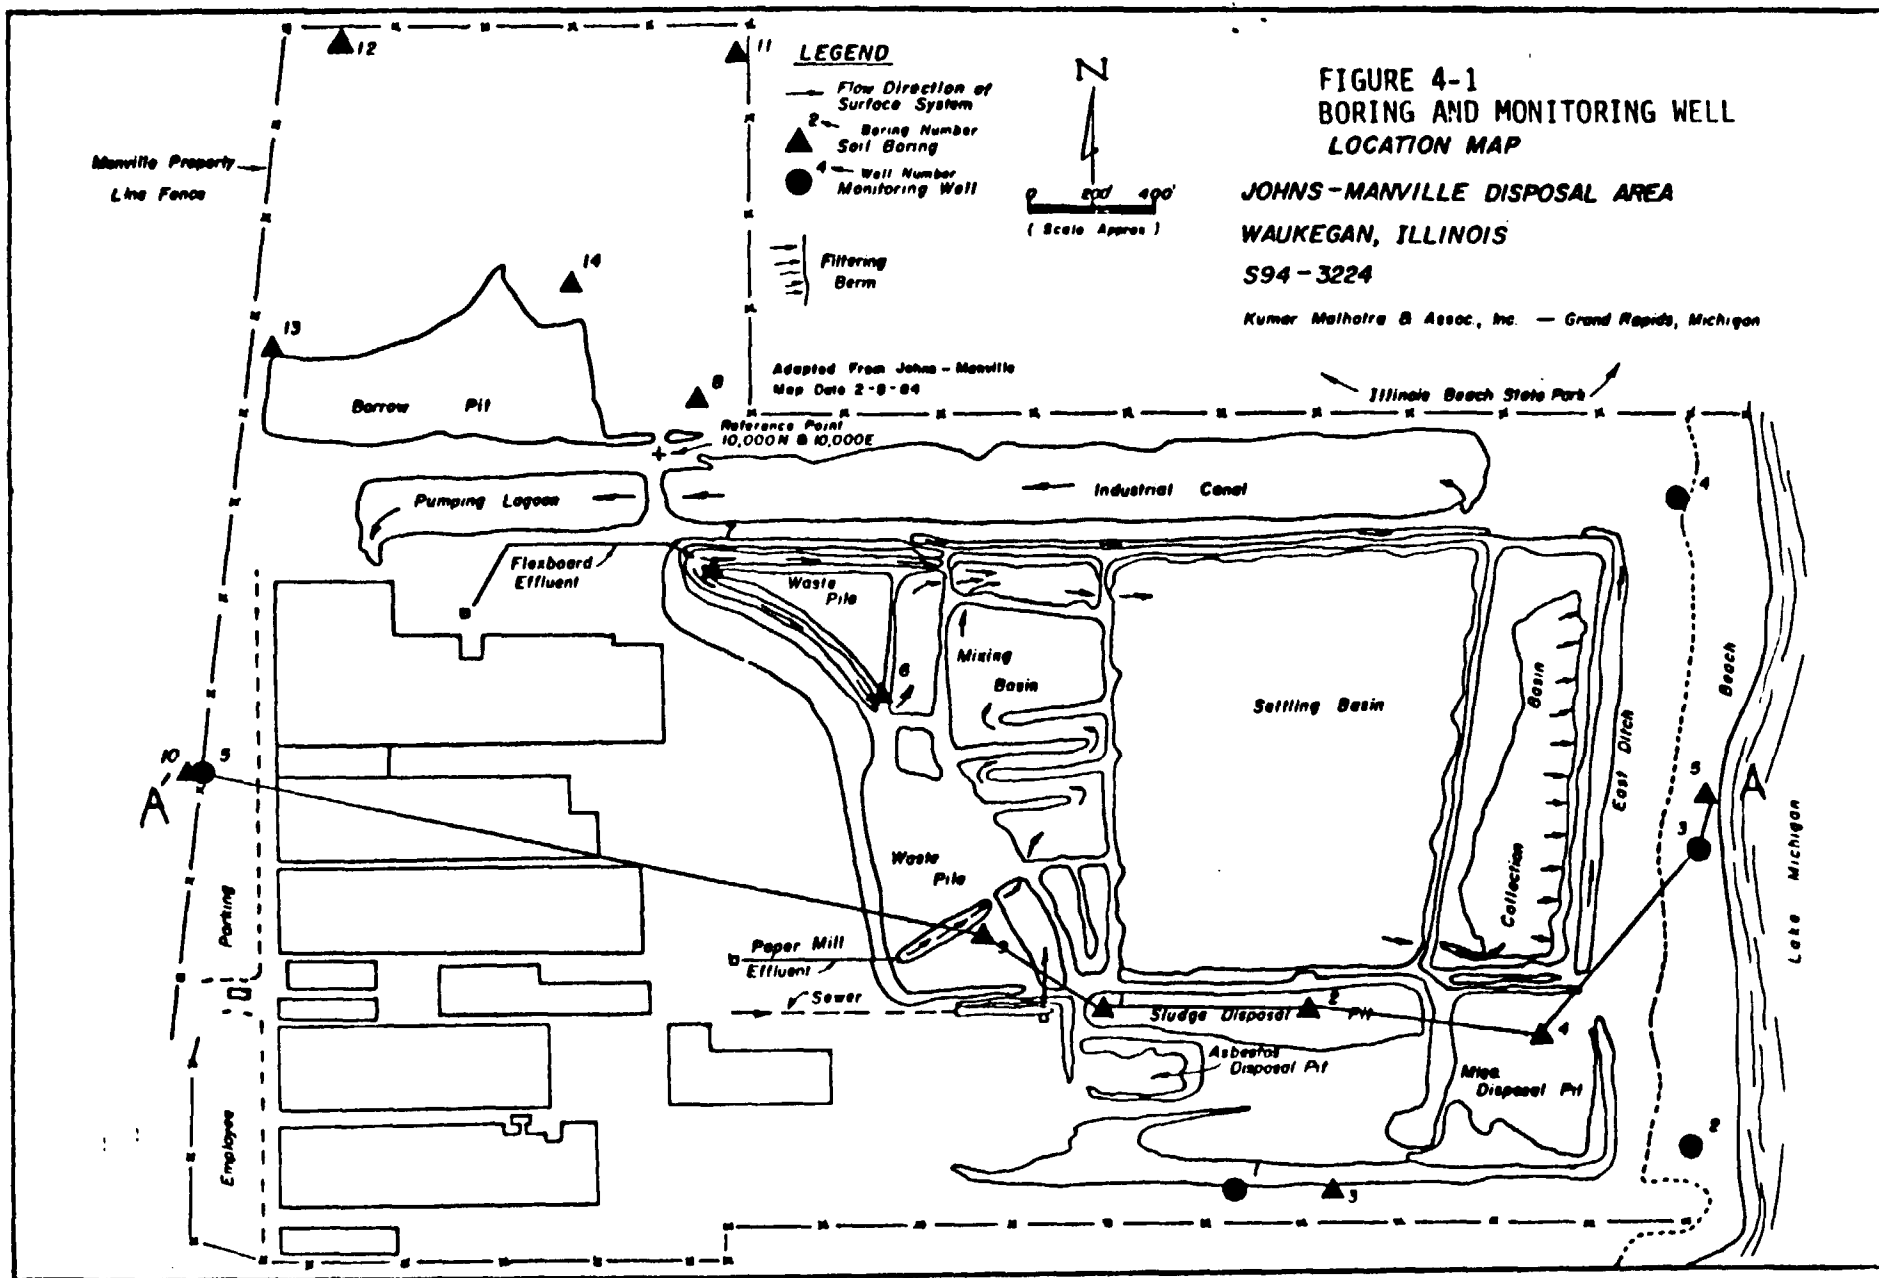 12
11
LEGEND
Flow Direction of
Surface System
2
Boring Number
Soil Boring
4
Well Number
Monitoring Well
Filtering
Berm
N
0 200' 400'
( Scale Approx )
FIGURE 4-1
BORING AND MONITORING WELL
LOCATION MAP
JOHNS-MANVILLE DISPOSAL AREA
WAUKEGAN, ILLINOIS
S94-3224
Kumar Malhotra & Assoc., Inc. — Grand Rapids, Michigan
Manville Property
Line Fence
14
13
8
Adapted From Johns-Manville
Map Date 2-8-84
Illinois Beach State Park
Borrow Pit
Reference Point
10,000N @ 10,000E
Pumping Lagoon
Industrial Canal
4
Flexboard
Effluent
Waste
Pile
6
Mixing
Basin
Settling Basin
Collection Basin
East Ditch
Beach
Lake Michigan
10
5
A'
5
A
3
Waste
Pile
Parking
Paper Mill
Effluent
9
Sewer
1
Sludge Disposal Pit
2
4
Asbestos
Disposal Pit
Misc.
Disposal Pit
Employee
2
1
3